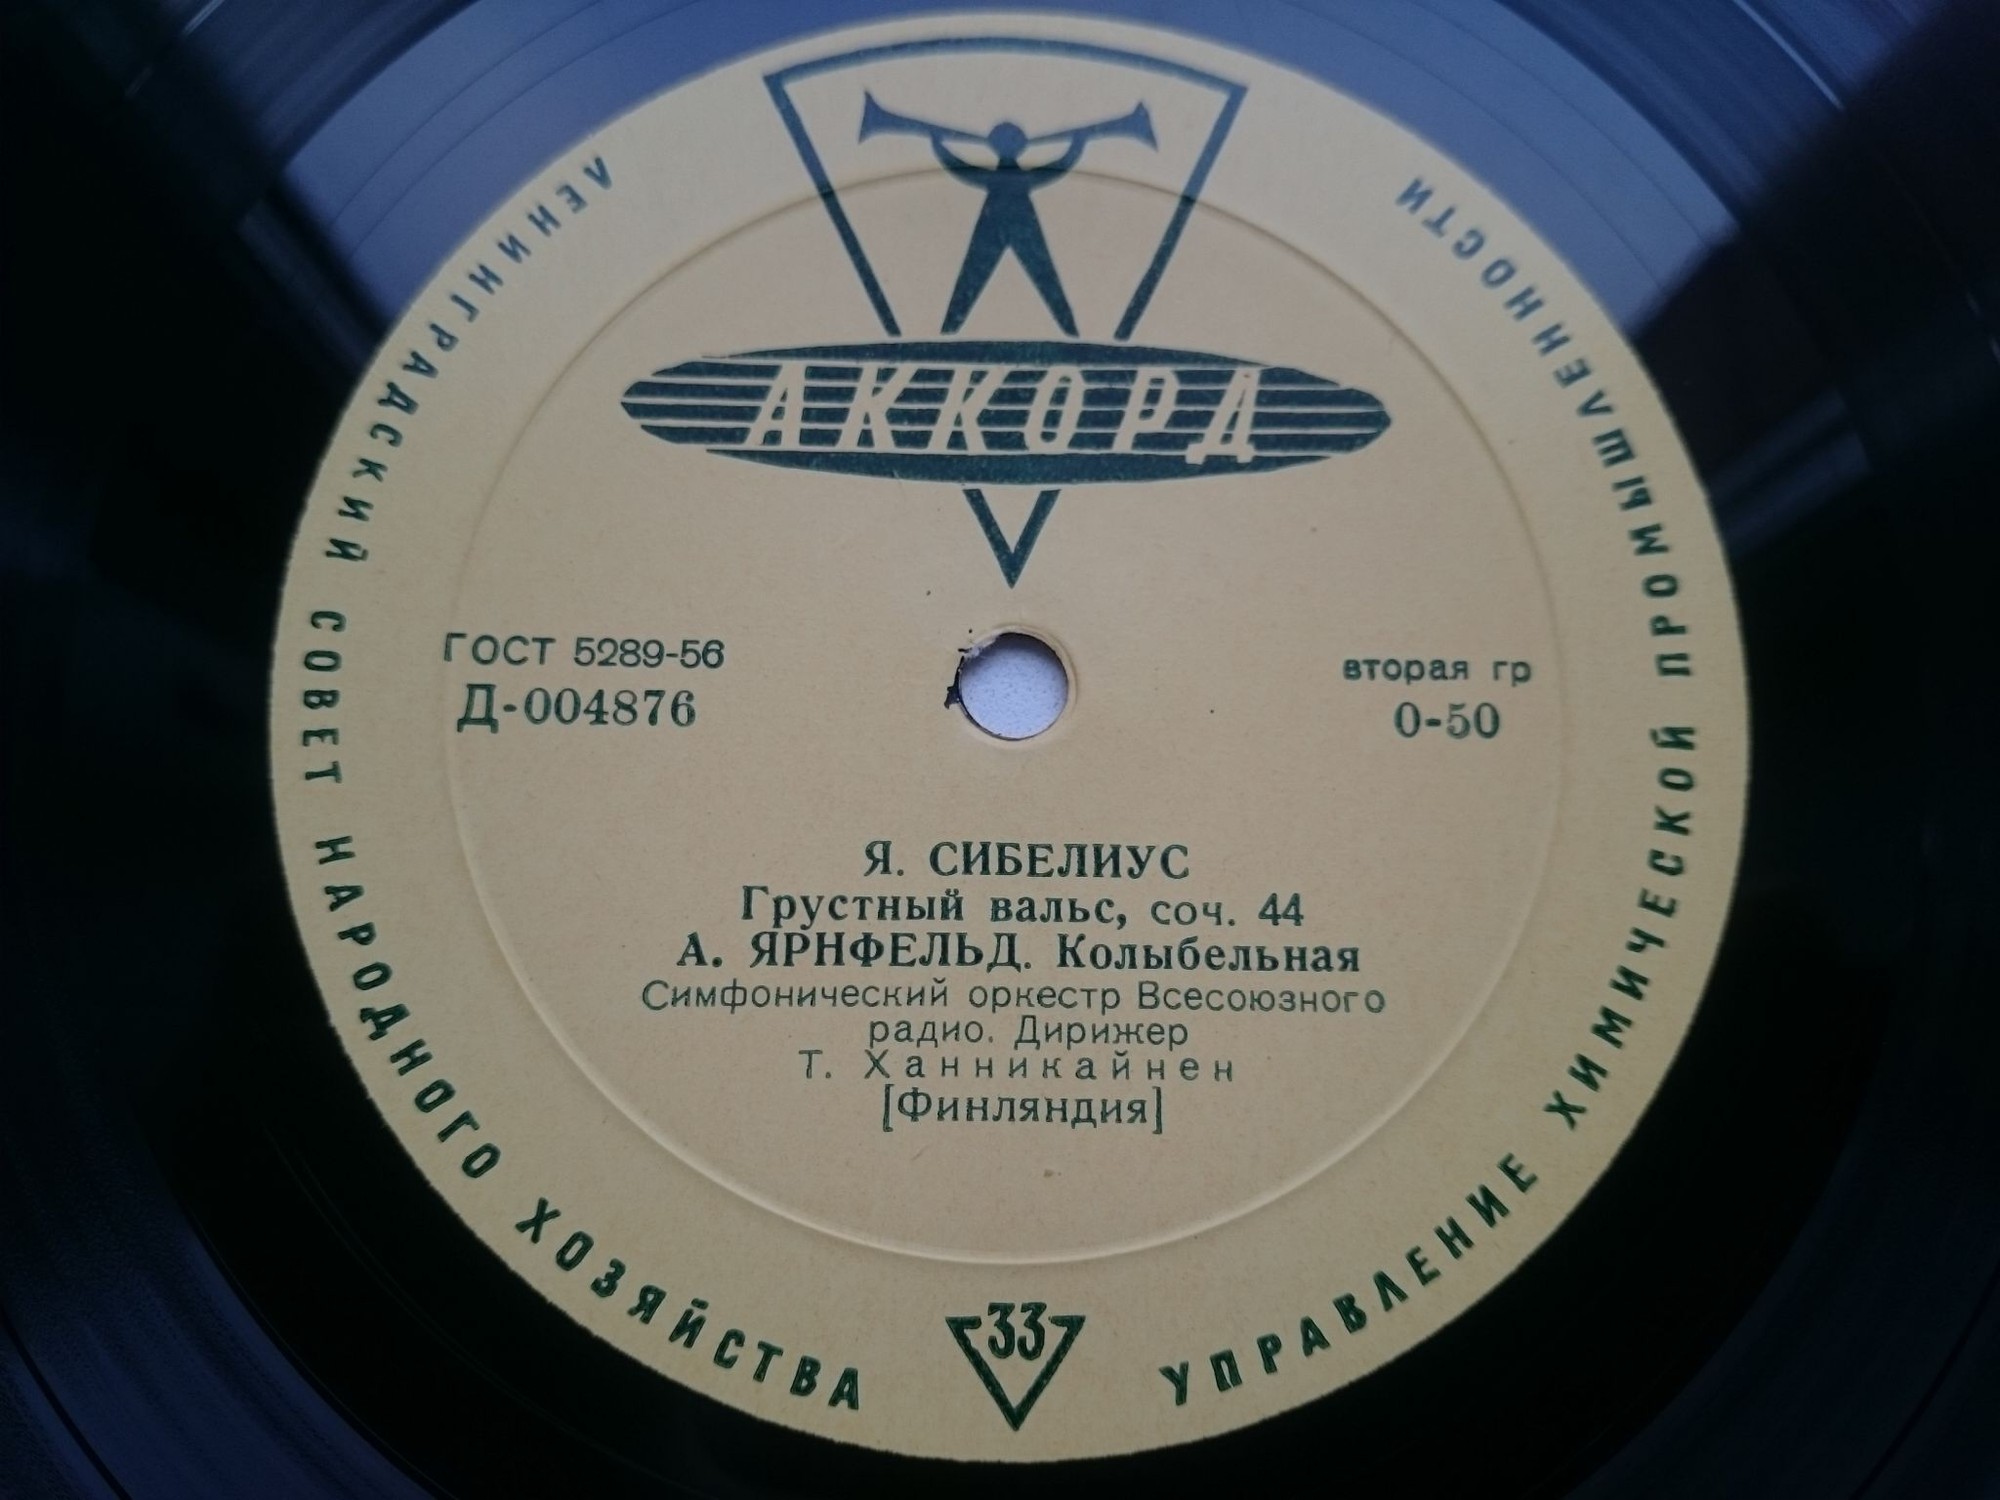 АККОРД
ГОСТ 5289-56
Д-004876
вторая гр
0-50
Я. СИБЕЛИУС
Грустный вальс, соч. 44
А. ЯРНФЕЛЬД. Колыбельная
Симфонический оркестр Всесоюзного
радио. Дирижер
Т. Ханникайнен
[Финляндия]
33
ЛЕНИНГРАДСКИЙ СОВЕТ НАРОДНОГО ХОЗЯЙСТВА
УПРАВЛЕНИЕ ХИМИЧЕСКОЙ ПРОМЫШЛЕННОСТИ